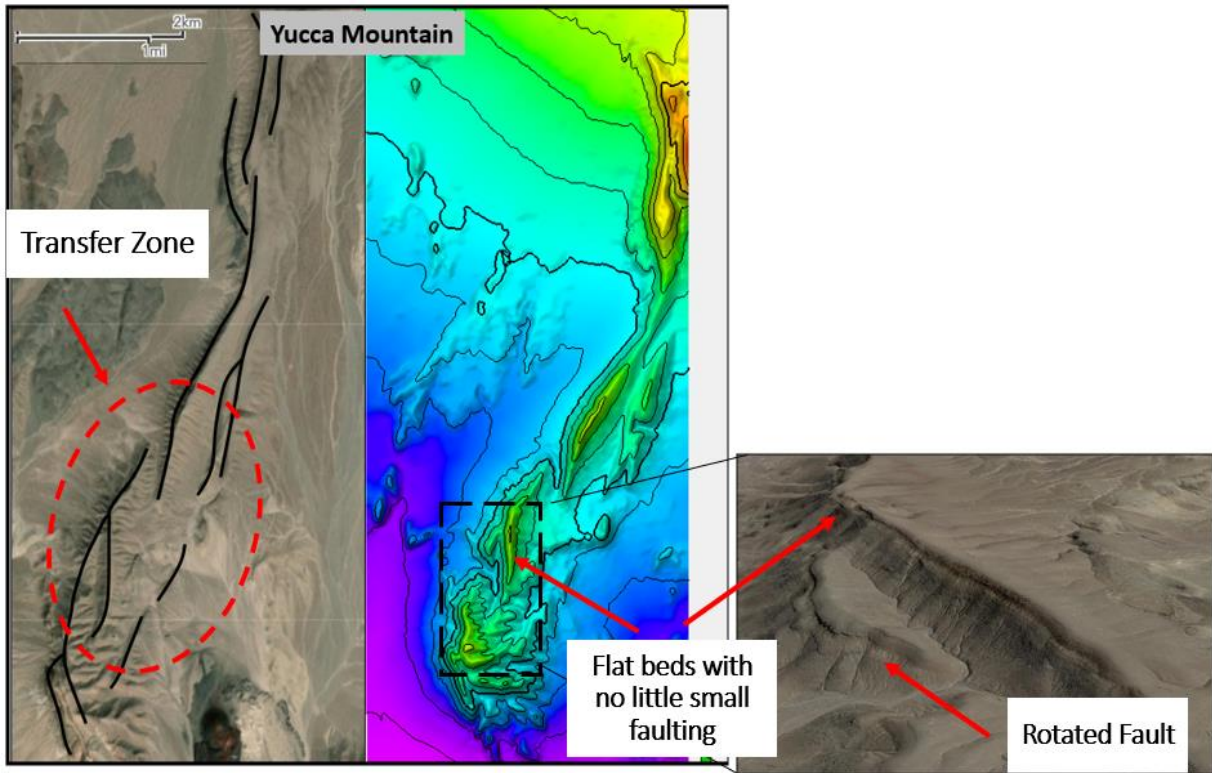 2km
1mi
Yucca Mountain
Transfer Zone
Flat beds with
no little small
faulting
Rotated Fault